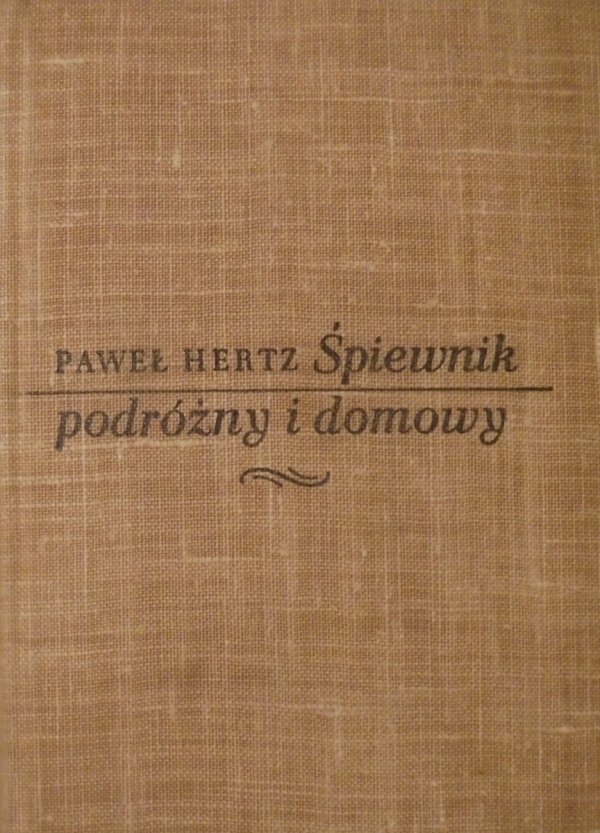 PAWEŁ HERTZ Śpiewnik
podróżny i domowy